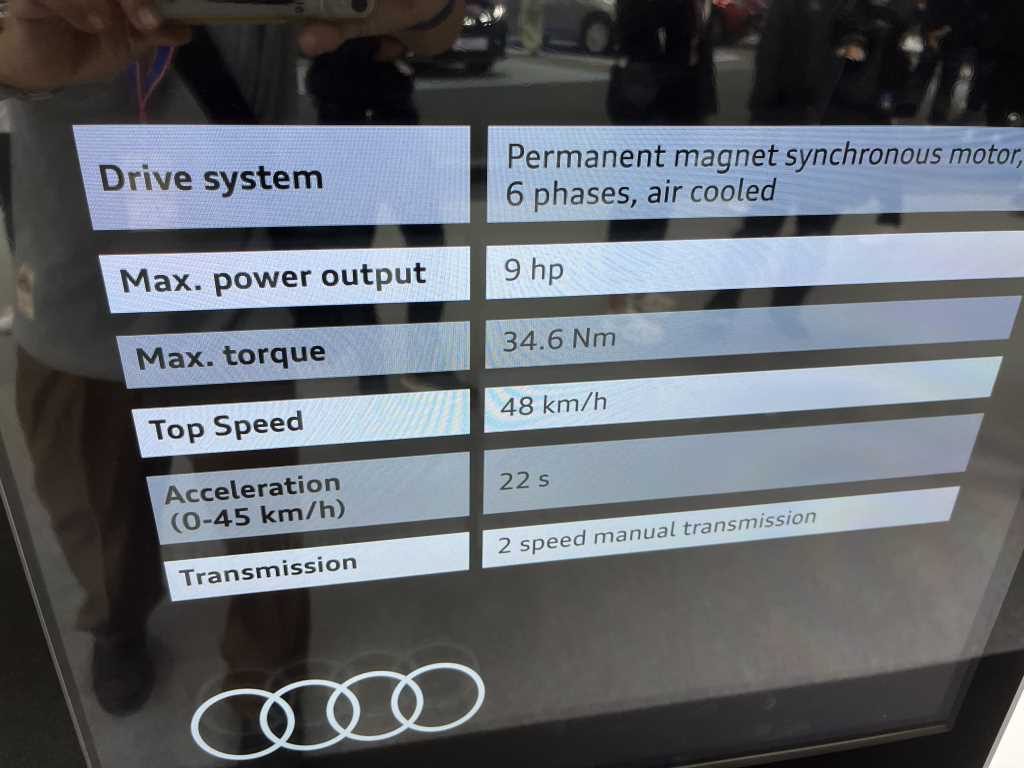 Drive system
Permanent magnet synchronous motor,
6 phases, air cooled
Max. power output
9 hp
Max. torque
34.6 Nm
Top Speed
48 km/h
Acceleration
(0-45 km/h)
22 s
Transmission
2 speed manual transmission